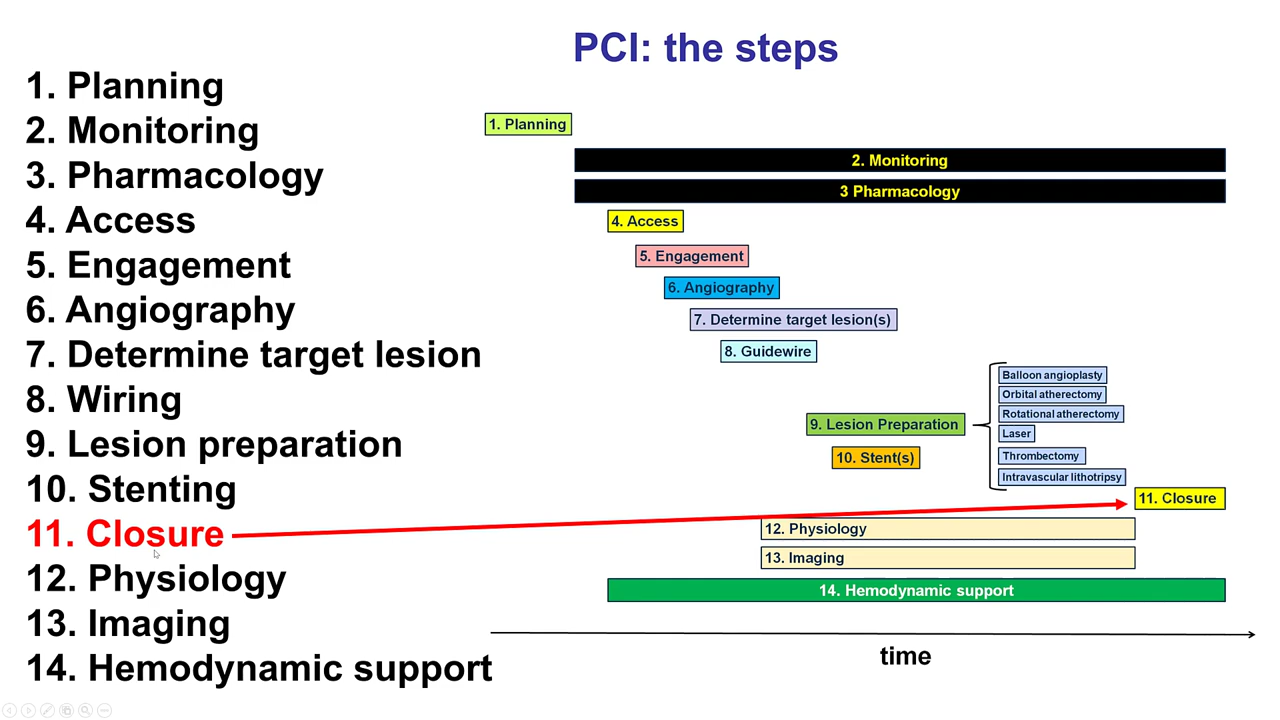 PCI: the steps
1. Planning
2. Monitoring
3. Pharmacology
4. Access
5. Engagement
6. Angiography
7. Determine target lesion
8. Wiring
9. Lesion preparation
10. Stenting
11. Closure
12. Physiology
13. Imaging
14. Hemodynamic support
1. Planning
2. Monitoring
3 Pharmacology
4. Access
5. Engagement
6. Angiography
7. Determine target lesion(s)
8. Guidewire
9. Lesion Preparation
Balloon angioplasty
Orbital atherectomy
Rotational atherectomy
Laser
Thrombectomy
Intravascular lithotripsy
10. Stent(s)
11. Closure
12. Physiology
13. Imaging
14. Hemodynamic support
time